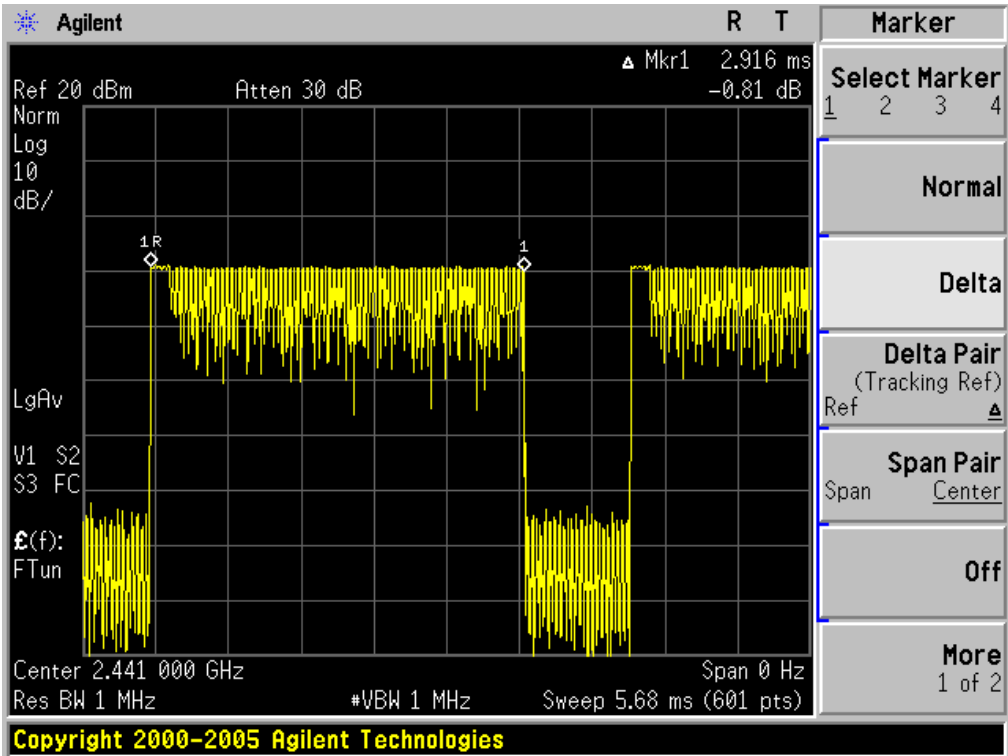 Agilent R T
Marker
Δ Mkr1 2.916 ms
Ref 20 dBm Atten 30 dB -0.81 dB
Norm
Log
10
dB/
1R
1
LgAv
V1 S2
S3 FC
£(f):
FTun
Center 2.441 000 GHz Span 0 Hz
Res BW 1 MHz #VBW 1 MHz Sweep 5.68 ms (601 pts)
Copyright 2000-2005 Agilent Technologies
Select Marker
1 2 3 4
Normal
Delta
Delta Pair
(Tracking Ref)
Ref Δ
Span Pair
Span Center
Off
More
1 of 2